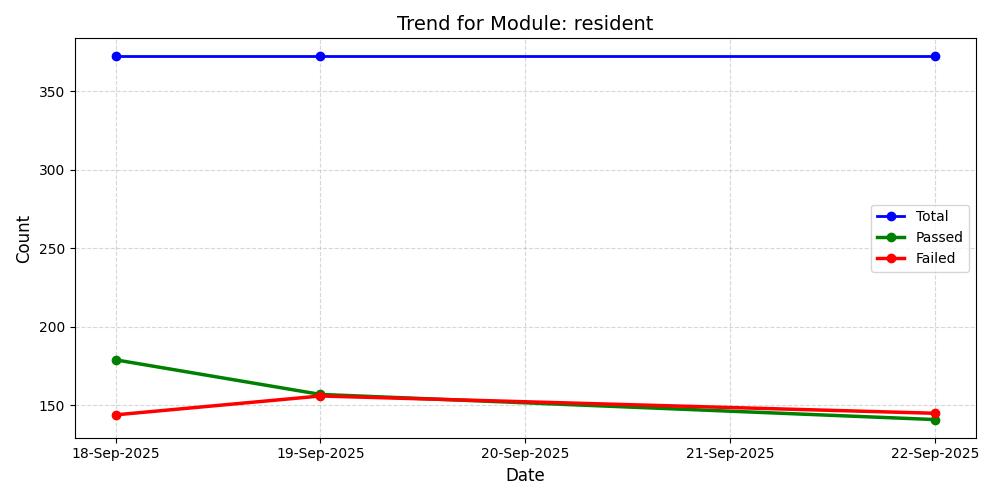 Trend for Module: resident
Count
350
300
250
200
150
Total
Passed
Failed
18-Sep-2025
19-Sep-2025
20-Sep-2025
21-Sep-2025
22-Sep-2025
Date